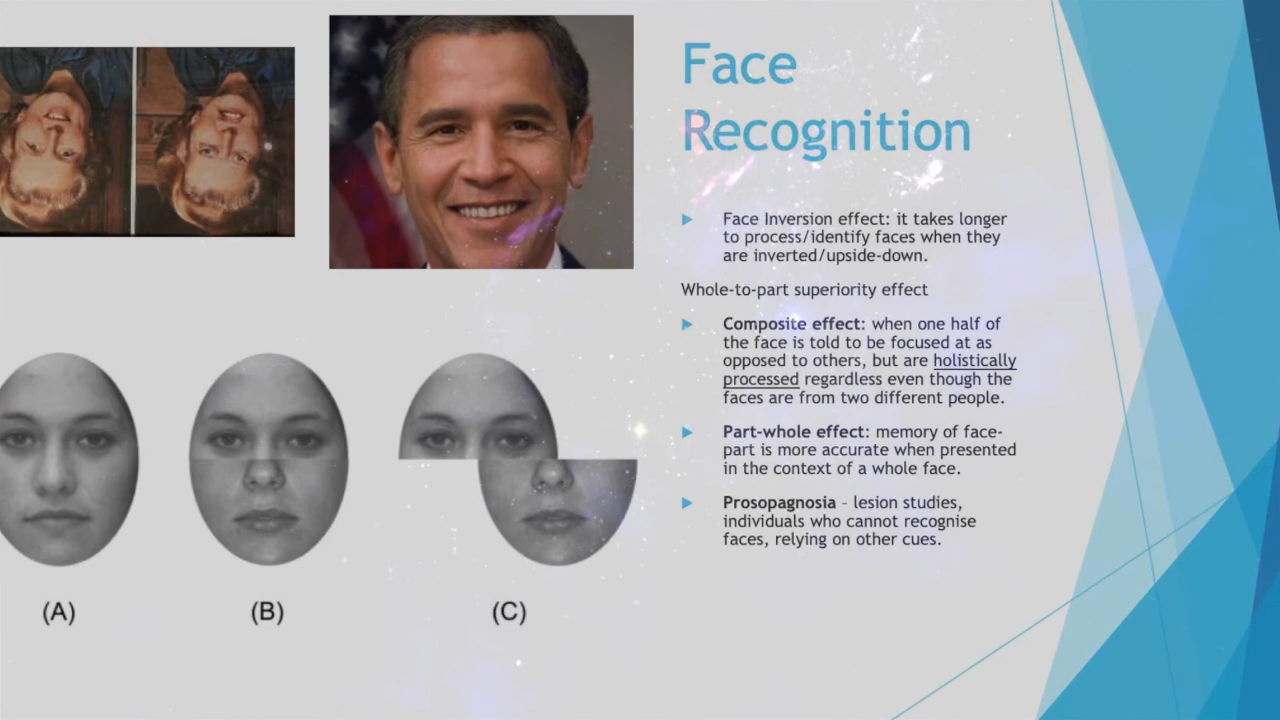 Face
Recognition
Face Inversion effect: it takes longer
to process/identify faces when they
are inverted/upside-down.
Whole-to-part superiority effect
Composite effect: when one half of
the face is told to be focused at as
opposed to others, but are holistically
processed regardless even though the
faces are from two different people.
Part-whole effect: memory of face-
part is more accurate when presented
in the context of a whole face.
Prosopagnosia – lesion studies,
individuals who cannot recognise
faces, relying on other cues.
(A)
(B)
(C)